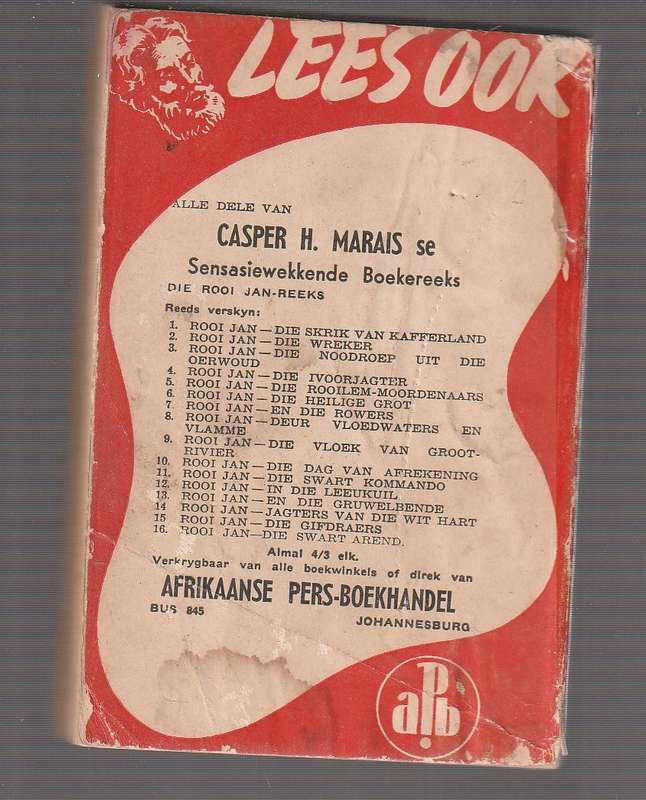 LEES OOK
ALLE DELE VAN
CASPER H. MARAIS se
Sensasiewekkende Boekereeks
DIE ROOI JAN-REEKS
Reeds verskyn:
1. ROOI JAN—DIE SKRIK VAN KAFFERLAND
2. ROOI JAN—DIE WREKER
3. ROOI JAN—DIE NOODROEP UIT DIE
OERWOUD
4. ROOI JAN—DIE IVOORJAGTER
5. ROOI JAN—DIE ROOILEM-MOORDENAARS
6. ROOI JAN—DIE HEILIGE GROT
7 ROOI JAN—EN DIE ROWERS
8. ROOI JAN—DEUR VLOEDWATERS EN
VLAMME
9. ROOI JAN—DIE VLOEK VAN GROOT-
RIVIER
10. ROOI JAN—DIE DAG VAN AFREKENING
11. ROOI JAN—DIE SWART KOMMANDO
12. ROOI JAN—IN DIE LEEUKUIL
13. ROOI JAN—EN DIE GRUWELBENDE
14 ROOI JAN—JAGTERS VAN DIE WIT HART
15 ROOI JAN—DIE GIFDRAERS
16. ROOI JAN—DIE SWART AREND.
Almal 4/3 elk.
Verkrygbaar van alle boekwinkels of direk van
AFRIKAANSE PERS-BOEKHANDEL
BUS 845
JOHANNESBURG
apb